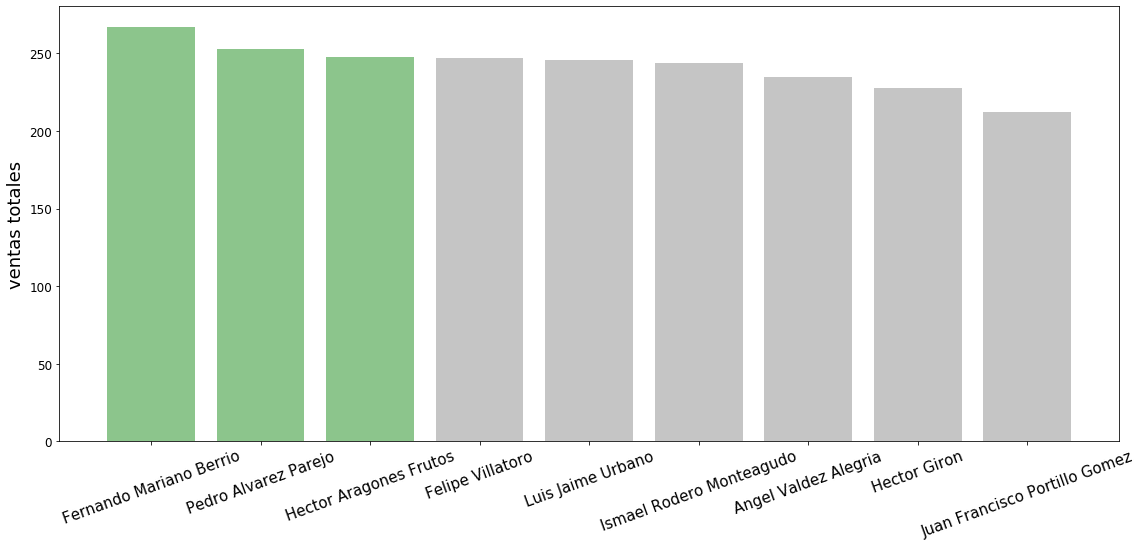 ventas totales
250
200
150
100
50
0
Fernando Mariano Berrio
Pedro Alvarez Parejo
Hector Aragones Frutos
Felipe Villatoro
Luis Jaime Urbano
Ismael Rodero Monteagudo
Angel Valdez Alegria
Hector Giron
Juan Francisco Portillo Gomez